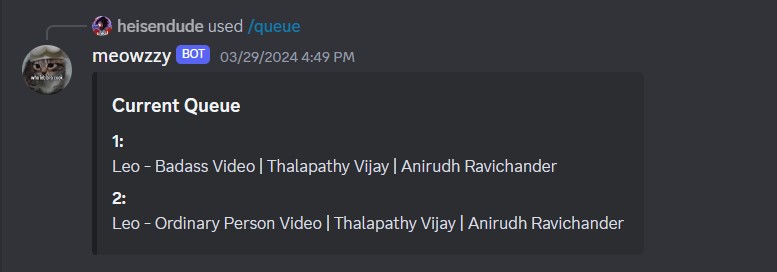 heisendude used /queue
meowzzy BOT 03/29/2024 4:49 PM
Current Queue
1:
Leo - Badass Video | Thalapathy Vijay | Anirudh Ravichander
2:
Leo - Ordinary Person Video | Thalapathy Vijay | Anirudh Ravichander